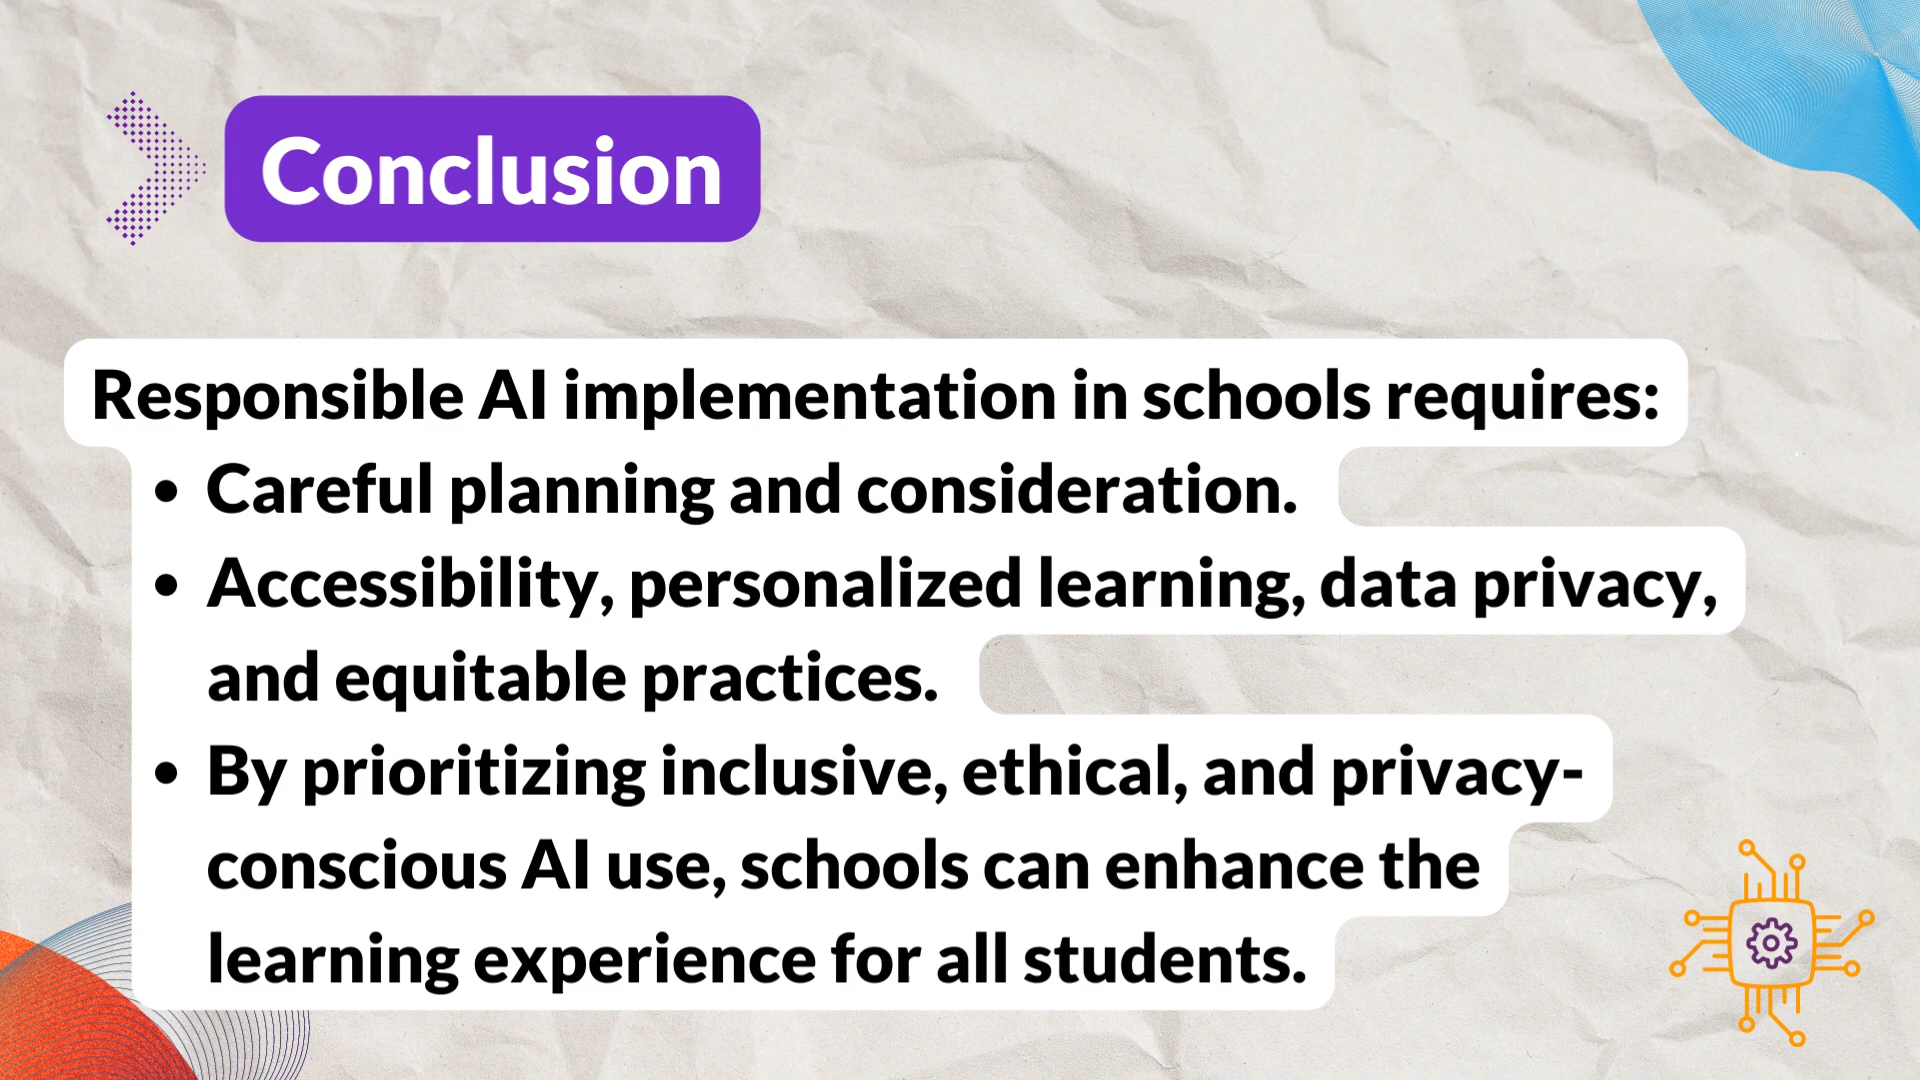 Conclusion
Responsible AI implementation in schools requires:
• Careful planning and consideration.
• Accessibility, personalized learning, data privacy,
and equitable practices.
• By prioritizing inclusive, ethical, and privacy-
conscious AI use, schools can enhance the
learning experience for all students.